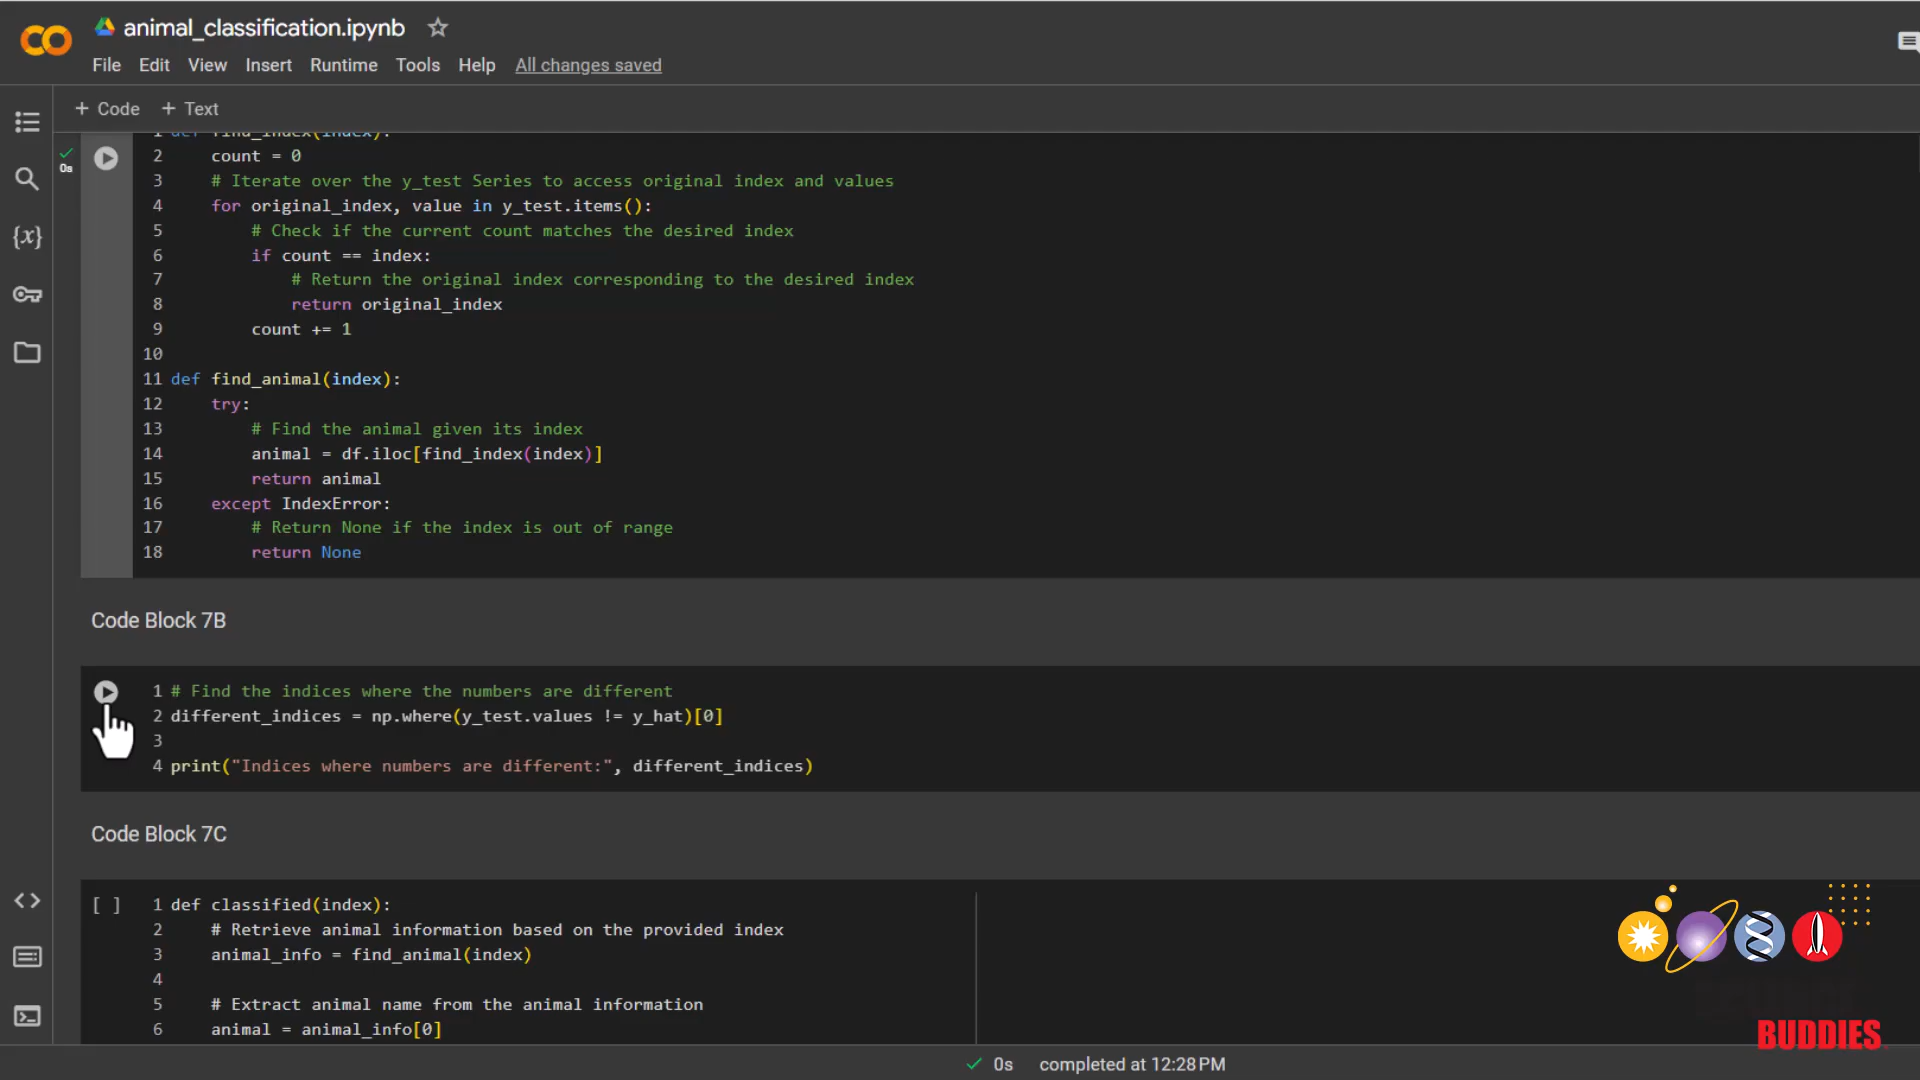 animal_classification.ipynb
File Edit View Insert Runtime Tools Help All changes saved
+ Code + Text
1 def find_index(index):
2 count = 0
3 # Iterate over the y_test Series to access original index and values
4 for original_index, value in y_test.items():
5 # Check if the current count matches the desired index
6 if count == index:
7 # Return the original index corresponding to the desired index
8 return original_index
9 count += 1
10
11 def find_animal(index):
12 try:
13 # Find the animal given its index
14 animal = df.iloc[find_index(index)]
15 return animal
16 except IndexError:
17 # Return None if the index is out of range
18 return None
0s
Code Block 7B
1 # Find the indices where the numbers are different
2 different_indices = np.where(y_test.values != y_hat)[0]
3
4 print("Indices where numbers are different:", different_indices)
Code Block 7C
[ ] 1 def classified(index):
2 # Retrieve animal information based on the provided index
3 animal_info = find_animal(index)
4
5 # Extract animal name from the animal information
6 animal = animal_info[0]
BUDDIES
0s completed at 12:28 PM